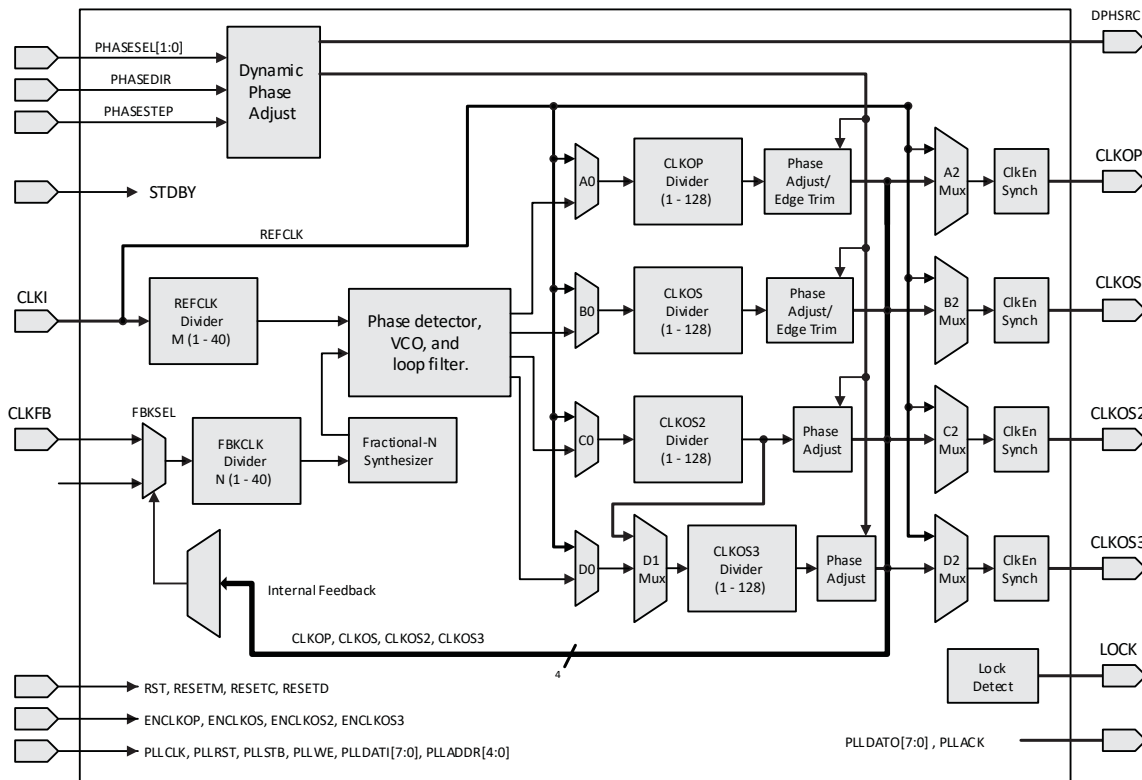 DPHSRC
PHASESEL[1:0]
PHASEDIR
PHASESTEP
Dynamic
Phase
Adjust
STDBY
REFCLK
CLKI
REFCLK
Divider
M (1 - 40)
Phase detector,
VCO, and
loop filter.
CLKFB
FBKSEL
FBKCLK
Divider
N (1 - 40)
Fractional-N
Synthesizer
A0
CLKOP
Divider
(1 - 128)
Phase
Adjust/
Edge Trim
A2
Mux
ClkEn
Synch
CLKOP
B0
CLKOS
Divider
(1 - 128)
Phase
Adjust/
Edge Trim
B2
Mux
ClkEn
Synch
CLKOS
C0
CLKOS2
Divider
(1 - 128)
Phase
Adjust
C2
Mux
ClkEn
Synch
CLKOS2
D0
D1
Mux
CLKOS3
Divider
(1 - 128)
Phase
Adjust
D2
Mux
ClkEn
Synch
CLKOS3
Internal Feedback
CLKOP, CLKOS, CLKOS2, CLKOS3
4
Lock
Detect
LOCK
RST, RESETM, RESETC, RESETD
ENCLKOP, ENCLKOS, ENCLKOS2, ENCLKOS3
PLLCLK, PLLRST, PLLSTB, PLLWE, PLLDATI[7:0], PLLADDR[4:0]
PLLDATO[7:0] , PLLACK